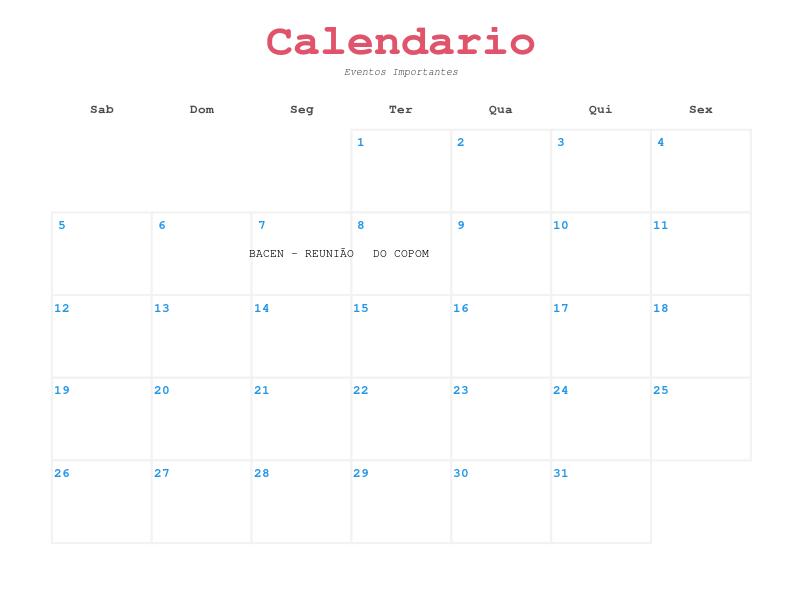 Calendario
Eventos Importantes
Sab Dom Seg Ter Qua Qui Sex
1 2 3 4
5 6 7 8 9 10 11
BACEN - REUNIÃO DO COPOM
12 13 14 15 16 17 18
19 20 21 22 23 24 25
26 27 28 29 30 31